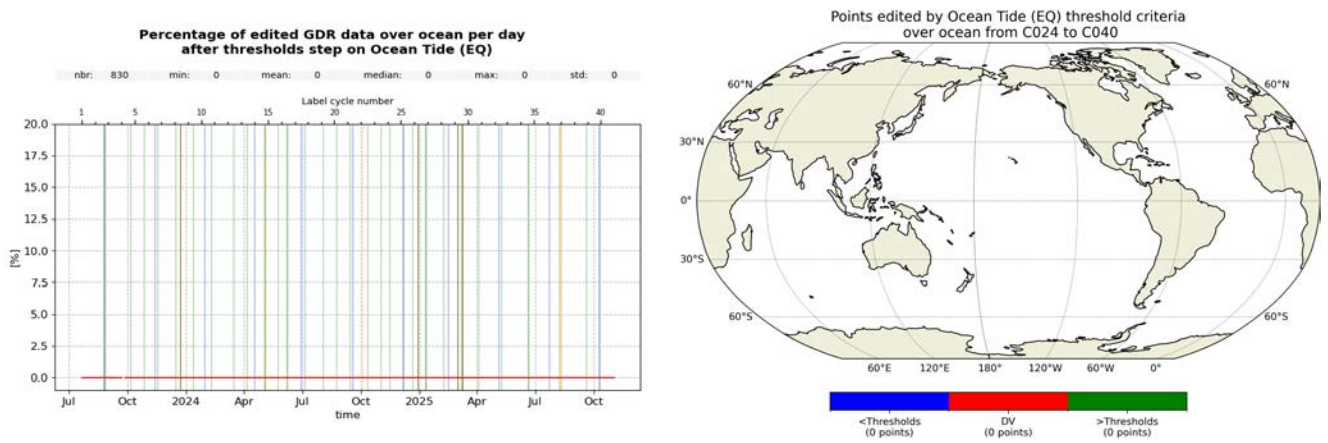 Percentage of edited GDR data over ocean per day
after thresholds step on Ocean Tide (EQ)
nbr: 830 min: 0 mean: 0 median: 0 max: 0 std: 0
Label cycle number
1 5 10 15 20 25 30 35 40
20.0
17.5
15.0
12.5
10.0
7.5
5.0
2.5
0.0
[%]
Jul Oct 2024 Apr Jul Oct 2025 Apr Jul Oct
time
Points edited by Ocean Tide (EQ) threshold criteria
over ocean from C024 to C040
60°N 60°N
30°N 30°N
0° 0°
30°S 30°S
60°S 60°S
60°E 120°E 180° 120°W 60°W 0°
<Thresholds DV >Thresholds
(0 points) (0 points) (0 points)